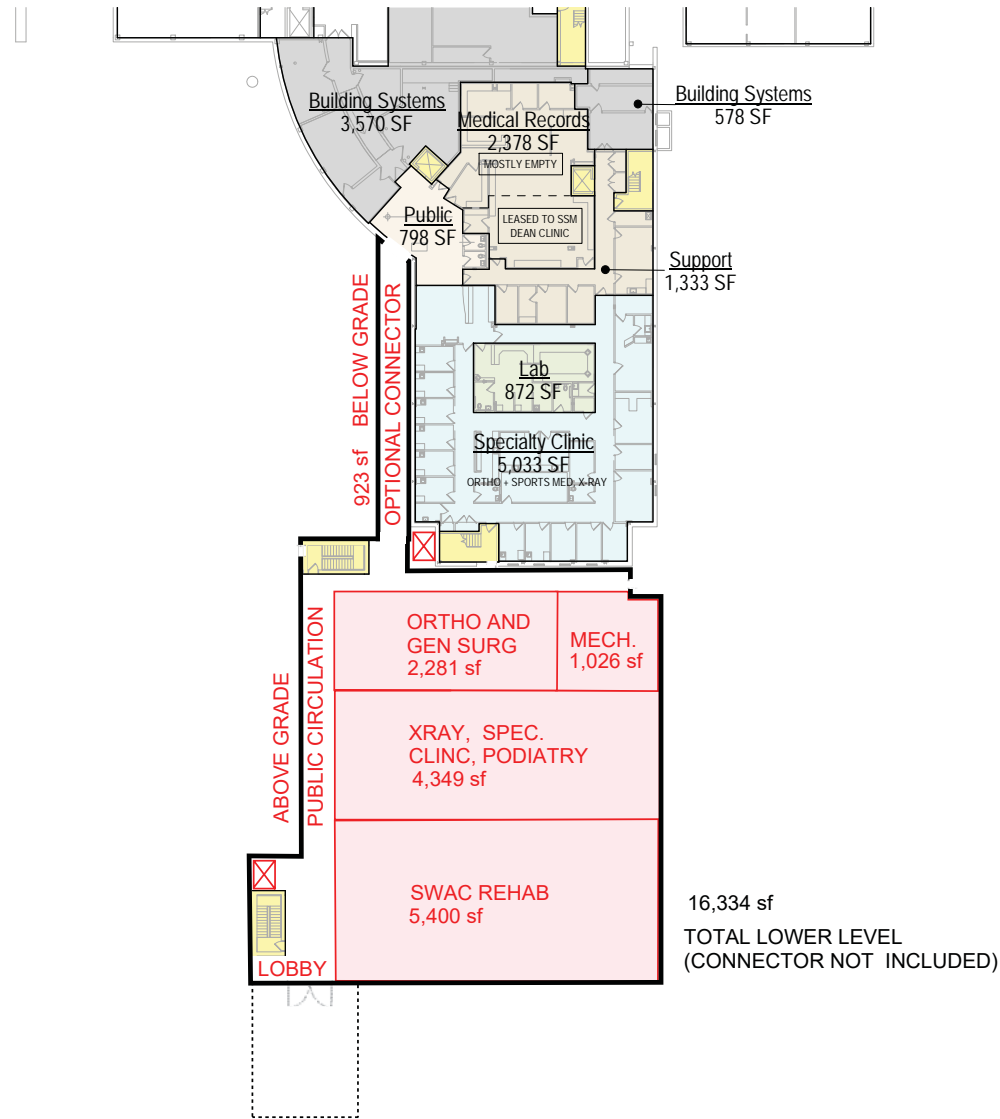 Building Systems
3,570 SF
Medical Records
2,378 SF
MOSTLY EMPTY
Building Systems
578 SF
Public
798 SF
LEASED TO SSM
DEAN CLINIC
Support
1,333 SF
923 sf BELOW GRADE
OPTIONAL CONNECTOR
Lab
872 SF
Specialty Clinic
5,033 SF
ORTHO + SPORTS MED, X-RAY
ABOVE GRADE
PUBLIC CIRCULATION
ORTHO AND
GEN SURG
2,281 sf
MECH.
1,026 sf
XRAY, SPEC.
CLINC, PODIATRY
4,349 sf
SWAC REHAB
5,400 sf
LOBBY
16,334 sf
TOTAL LOWER LEVEL
(CONNECTOR NOT INCLUDED)